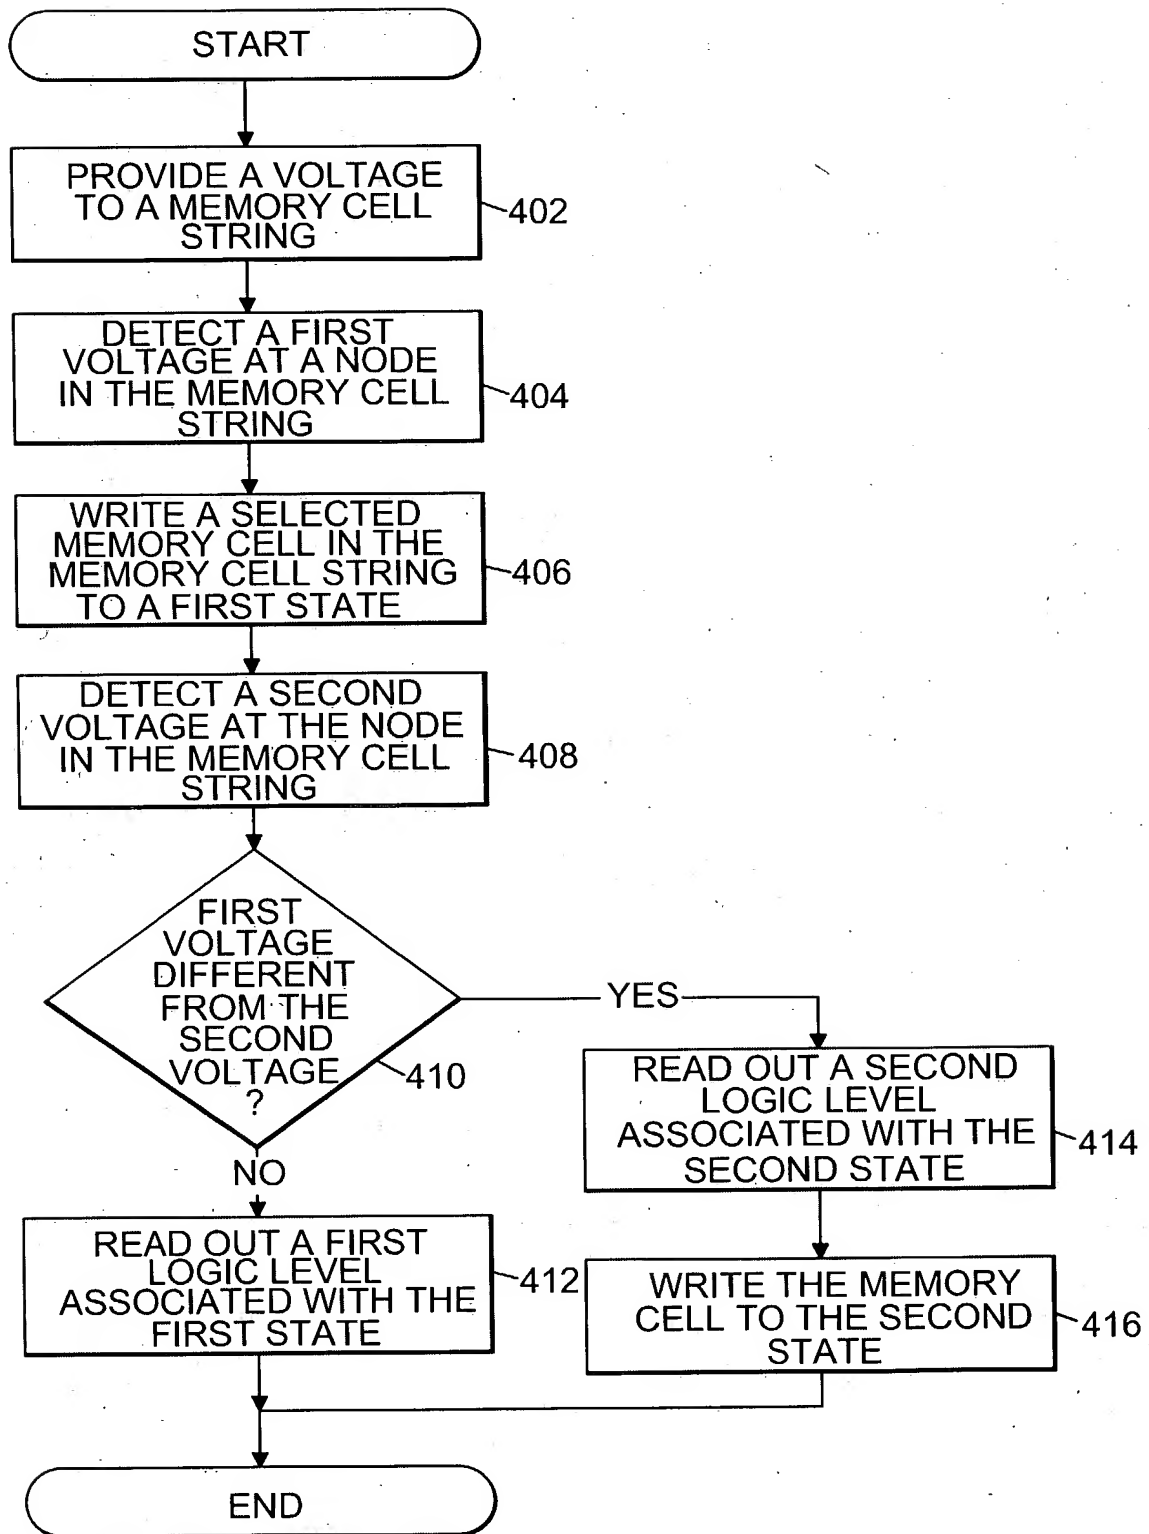 START
PROVIDE A VOLTAGE
TO A MEMORY CELL
STRING
402
DETECT A FIRST
VOLTAGE AT A NODE
IN THE MEMORY CELL
STRING
404
WRITE A SELECTED
MEMORY CELL IN THE
MEMORY CELL STRING
TO A FIRST STATE
406
DETECT A SECOND
VOLTAGE AT THE NODE
IN THE MEMORY CELL
STRING
408
FIRST
VOLTAGE
DIFFERENT
FROM THE
SECOND
VOLTAGE
?
410
YES
NO
READ OUT A SECOND
LOGIC LEVEL
ASSOCIATED WITH THE
SECOND STATE
414
READ OUT A FIRST
LOGIC LEVEL
ASSOCIATED WITH THE
FIRST STATE
412
WRITE THE MEMORY
CELL TO THE SECOND
STATE
416
END